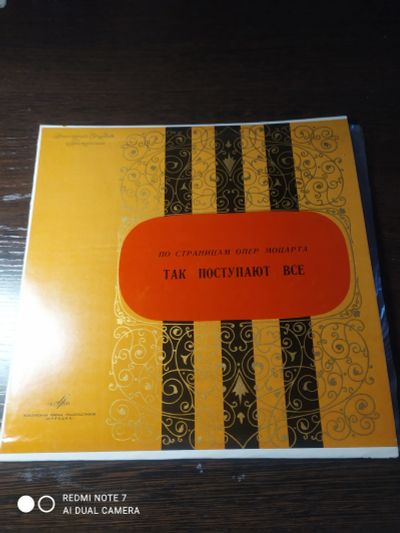 ПО СТРАНИЦАМ ОПЕР МОЦАРТА
ТАК ПОСТУПАЮТ ВСЕ
REDMI NOTE 7
AI DUAL CAMERA